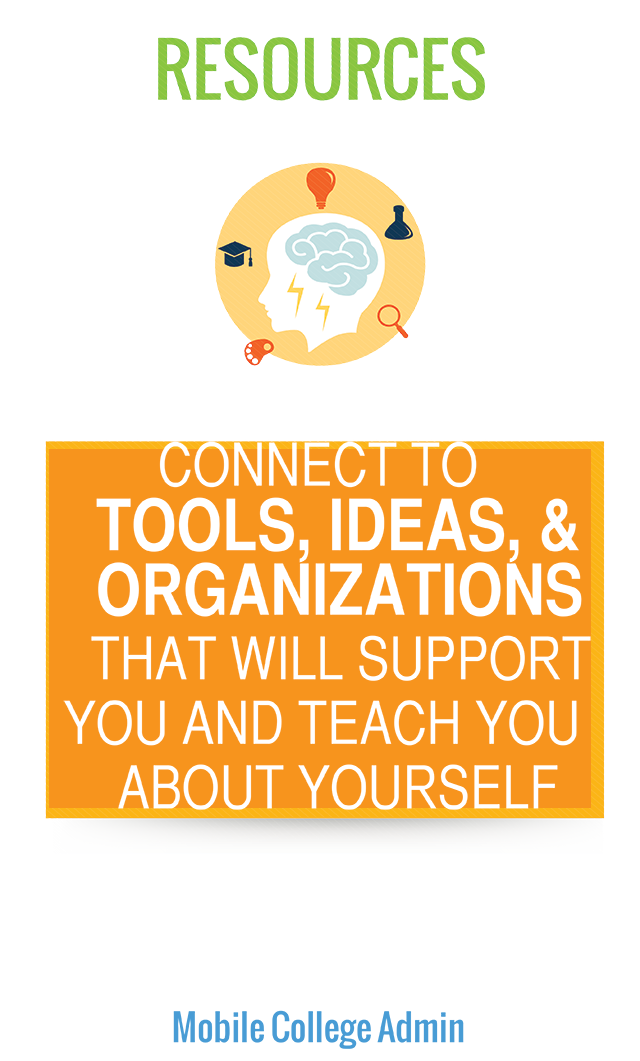 RESOURCES
CONNECT TO
TOOLS, IDEAS, &
ORGANIZATIONS
THAT WILL SUPPORT
YOU AND TEACH YOU
ABOUT YOURSELF
Mobile College Admin